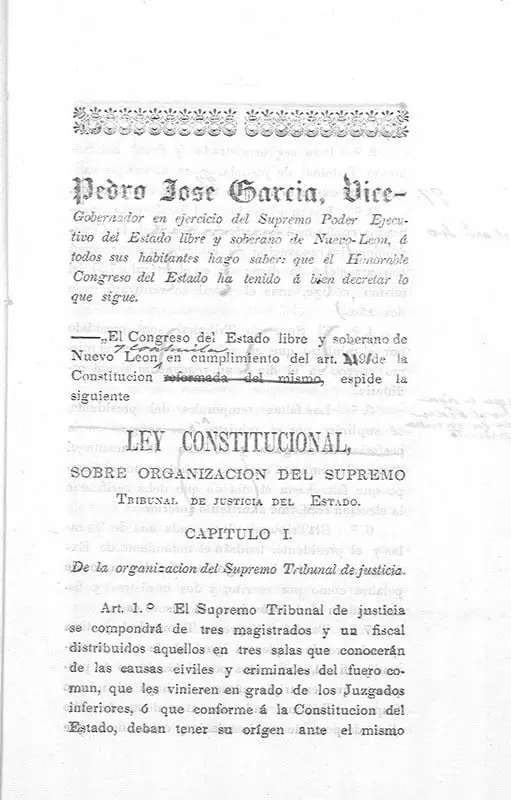 Pedro José Garcia, Vice-
Gobernador en ejercicio del Supremo Poder Ejecu-
tivo del Estado libre y soberano de Nuevo-Leon, á
todos sus habitantes hago saber: que el Honorable
Congreso del Estado ha tenido á bien decretar lo
que sigue.
—„El Congreso del Estado libre y soberano de
Nuevo Leon, en cumplimiento del art. de la
Constitucion reformada del mismo, espide la
siguiente
LEY CONSTITUCIONAL,
SOBRE ORGANIZACION DEL SUPREMO
TRIBUNAL DE JUSTICIA DEL ESTADO.
CAPITULO I.
De la organizacion del Supremo Tribunal de justicia.
Art. 1.º El Supremo Tribunal de justicia
se compondrá de tres magistrados y un fiscal
distribuidos aquellos en tres salas que conocerán
de las causas civiles y criminales del fuero co-
mun, que les vinieren en grado de los Juzgados
inferiores, ó que conforme á la Constitucion del
Estado, deban tener su orígen ante el mismo